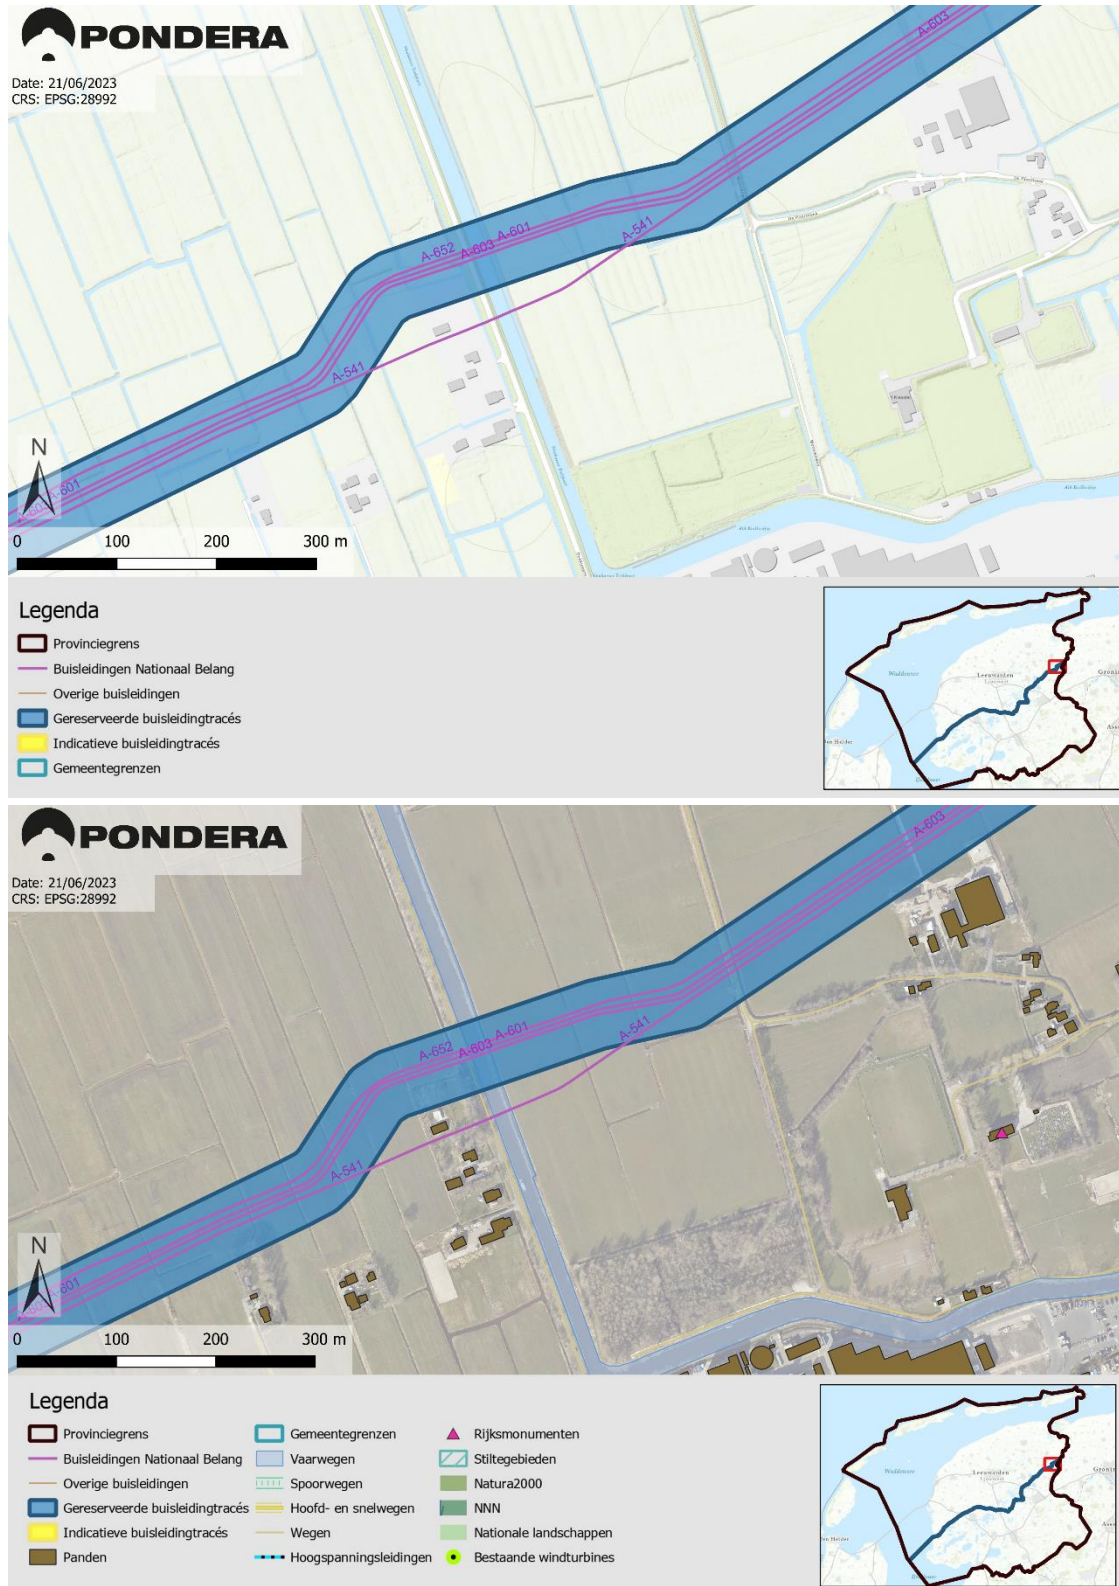 PONDERA
Date: 21/06/2023
CRS: EPSG:28992
A-603
A-541
A-601
A-652
A-603
A-541
A-601
N
0 100 200 300 m
Legenda
Provinciegrens
Buisleidingen Nationaal Belang
Overige buisleidingen
Gereserveerde buisleidingtracés
Indicatieve buisleidingtracés
Gemeentegrenzen
Waddenzee
Leeuwarden
Den Helder
PONDERA
Date: 21/06/2023
CRS: EPSG:28992
A-603
A-601
A-541
A-652
A-603
A-541
A-601
N
0 100 200 300 m
Legenda
Provinciegrens
Buisleidingen Nationaal Belang
Overige buisleidingen
Gereserveerde buisleidingtracés
Indicatieve buisleidingtracés
Panden
Gemeentegrenzen
Vaarwegen
Spoorwegen
Hoofd- en snelwegen
Wegen
Hoogspanningsleidingen
Rijksmonumenten
Stiltegebieden
Natura2000
NNN
Nationale landschappen
Bestaande windturbines
Waddenzee
Leeuwarden